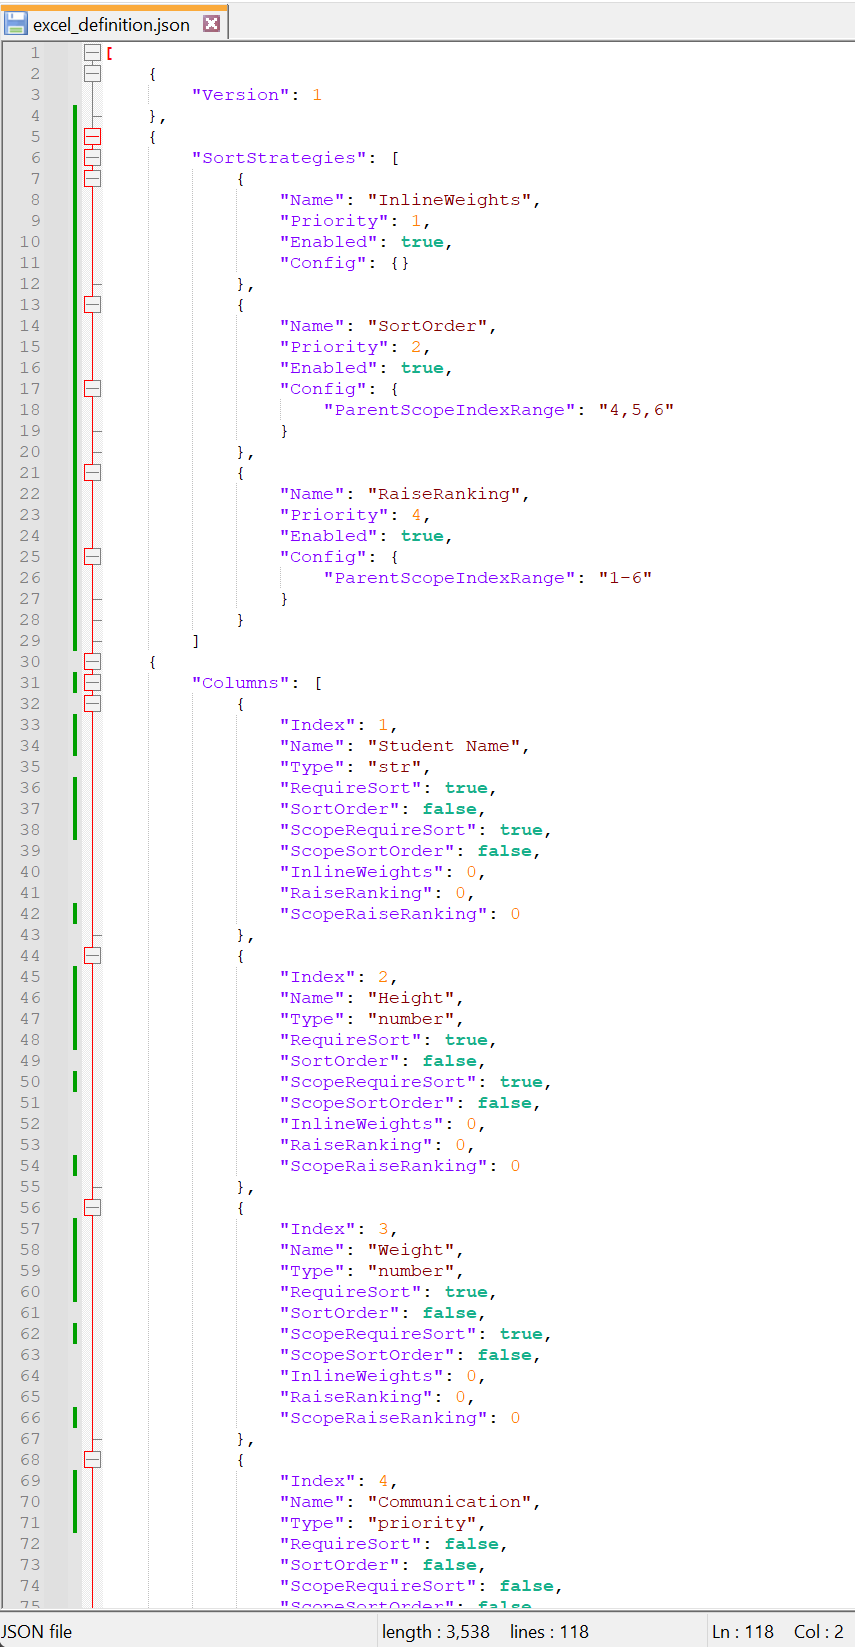 excel_definition.json
1 [
2 {
3 "Version": 1
4 },
5 {
6 "SortStrategies": [
7 {
8 "Name": "InlineWeights",
9 "Priority": 1,
10 "Enabled": true,
11 "Config": {}
12 },
13 {
14 "Name": "SortOrder",
15 "Priority": 2,
16 "Enabled": true,
17 "Config": {
18 "ParentScopeIndexRange": "4,5,6"
19 }
20 },
21 {
22 "Name": "RaiseRanking",
23 "Priority": 4,
24 "Enabled": true,
25 "Config": {
26 "ParentScopeIndexRange": "1-6"
27 }
28 }
29 ]
30 {
31 "Columns": [
32 {
33 "Index": 1,
34 "Name": "Student Name",
35 "Type": "str",
36 "RequireSort": true,
37 "SortOrder": false,
38 "ScopeRequireSort": true,
39 "ScopeSortOrder": false,
40 "InlineWeights": 0,
41 "RaiseRanking": 0,
42 "ScopeRaiseRanking": 0
43 },
44 {
45 "Index": 2,
46 "Name": "Height",
47 "Type": "number",
48 "RequireSort": true,
49 "SortOrder": false,
50 "ScopeRequireSort": true,
51 "ScopeSortOrder": false,
52 "InlineWeights": 0,
53 "RaiseRanking": 0,
54 "ScopeRaiseRanking": 0
55 },
56 {
57 "Index": 3,
58 "Name": "Weight",
59 "Type": "number",
60 "RequireSort": true,
61 "SortOrder": false,
62 "ScopeRequireSort": true,
63 "ScopeSortOrder": false,
64 "InlineWeights": 0,
65 "RaiseRanking": 0,
66 "ScopeRaiseRanking": 0
67 },
68 {
69 "Index": 4,
70 "Name": "Communication",
71 "Type": "priority",
72 "RequireSort": false,
73 "SortOrder": false,
74 "ScopeRequireSort": false,
75 "ScopeSortOrder": false,
JSON file length : 3,538 lines : 118 Ln : 118 Col : 2